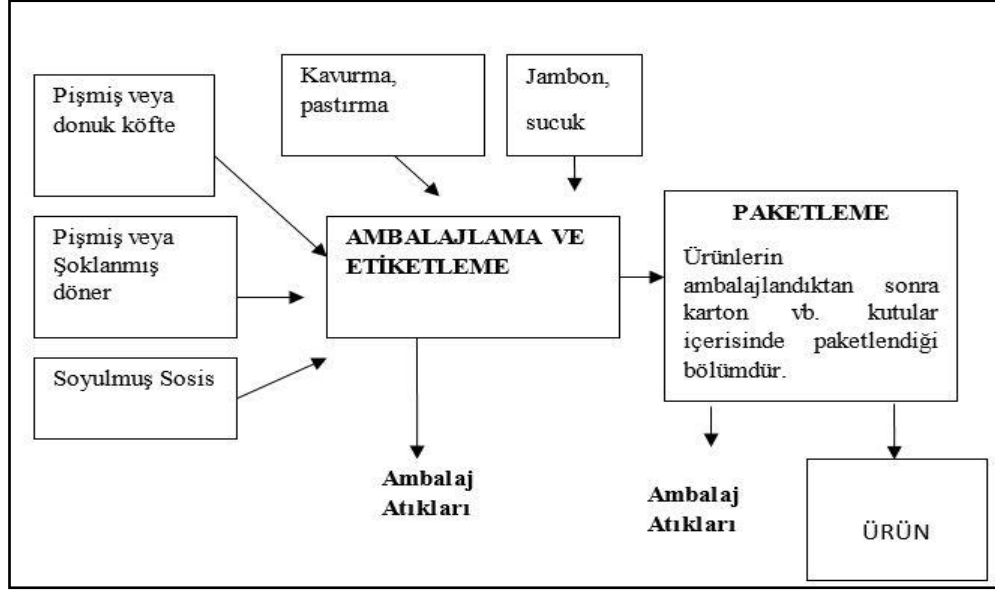 Pişmiş veya
donuk köfte
Kavurma,
pastırma
Jambon,
sucuk
Pişmiş veya
Şoklanmış
döner
Soyulmuş Sosis
AMBALAJLAMA VE
ETİKETLEME
PAKETLEME
Ürünlerin
ambalajlandıktan sonra
karton vb. kutular
içerisinde paketlendiği
bölümdür.
Ambalaj
Atıkları
Ambalaj
Atıkları
ÜRÜN